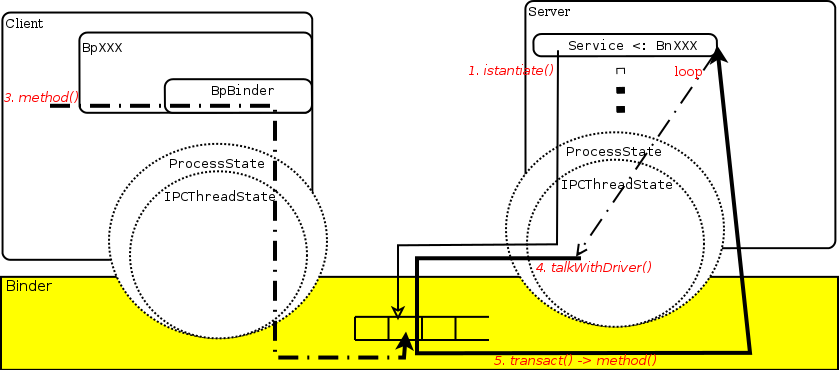 Client
BpXXX
BpBinder
3. method()
ProcessState
IPCThreadState
Server
Service <: BnXXX
1. istantiate()
loop
ProcessState
IPCThreadState
4. talkWithDriver()
Binder
5. transact() -> method()